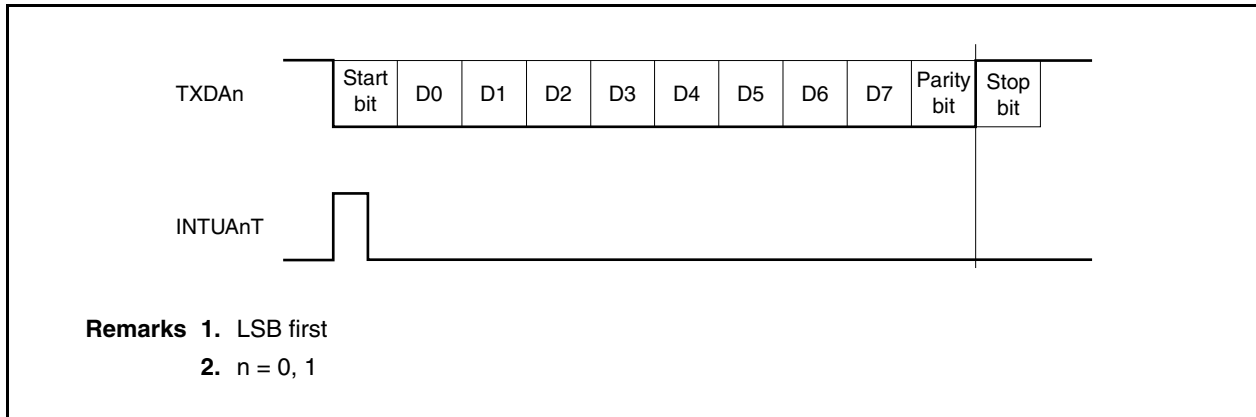 TXDAn
Start bit D0 D1 D2 D3 D4 D5 D6 D7 Parity bit Stop bit
INTUAnT
Remarks 1. LSB first
2. n = 0, 1